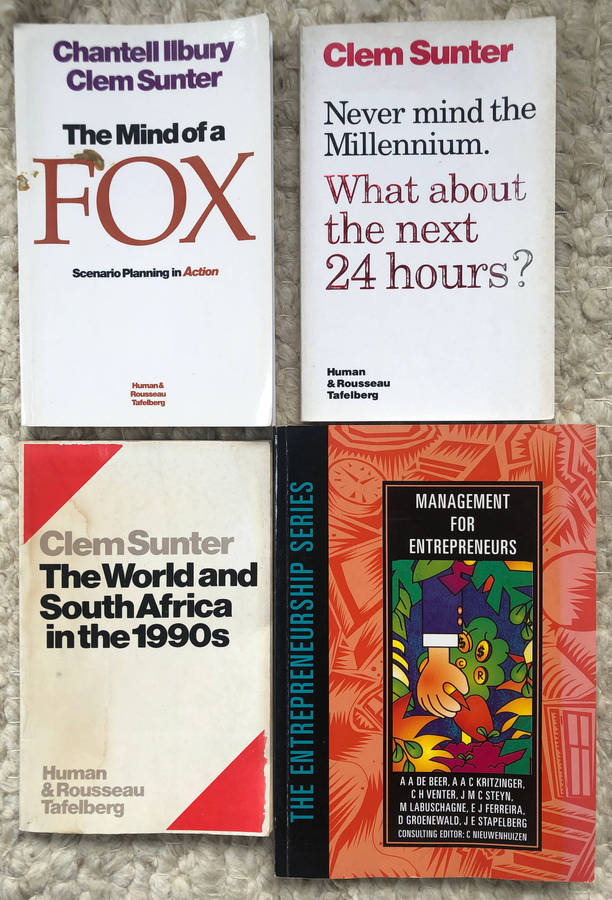 Chantell Ilbury
Clem Sunter
The Mind of a
FOX
Scenario Planning in Action
Human &
Rousseau
Tafelberg
Clem Sunter
Never mind the
Millennium.
What about
the next
24 hours?
Human
& Rousseau
Tafelberg
Clem Sunter
The World and
South Africa
in the 1990s
Human
& Rousseau
Tafelberg
THE ENTREPRENEURSHIP SERIES
MANAGEMENT
FOR
ENTREPRENEURS
$ $
© R
A A DE BEER, A A C KRITZINGER,
C H VENTER, J M C STEYN,
M LABUSCHAGNE, E J FERREIRA,
D GROENEWALD, J E STAPELBERG
CONSULTING EDITOR: C NIEUWENHUIZEN